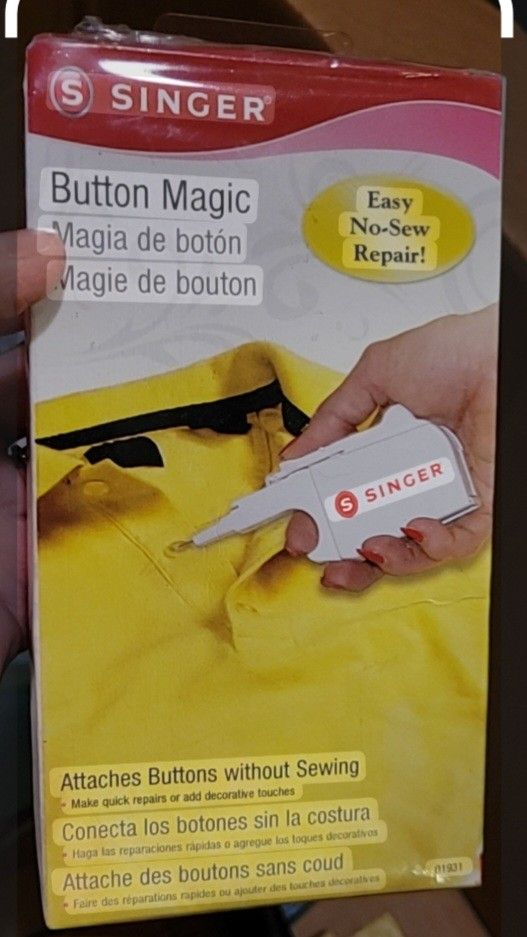 S SINGER
Button Magic
Magia de botón
Magie de bouton
Easy
No-Sew
Repair!
S SINGER
Attaches Buttons without Sewing
• Make quick repairs or add decorative touches
Conecta los botones sin la costura
• Haga las reparaciones rápidas o agregue los toques decorativos
Attache des boutons sans coud
• Faire des réparations rapides ou ajouter des touches décoratives
01931